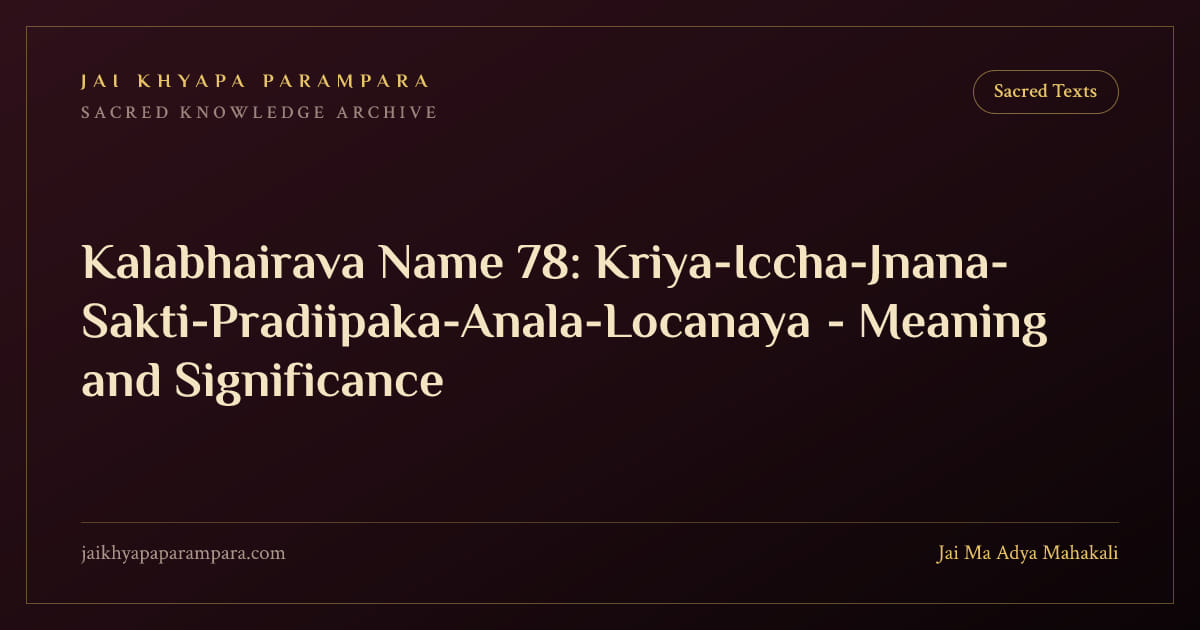 JAI KHYAPA PARAMPARA
SACRED KNOWLEDGE ARCHIVE
Sacred Texts
Kalabhairava Name 78: Kriya-Iccha-Jnana-
Sakti-Pradiipaka-Anala-Locanaya - Meaning
and Significance
jaikhyapaparampara.com
Jai Ma Adya Mahakali